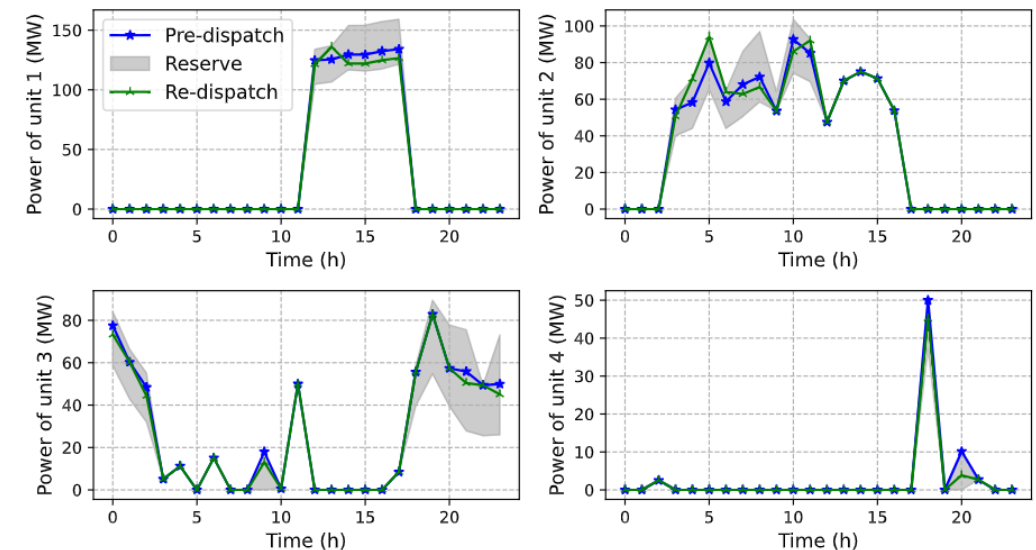 Power of unit 1 (MW)
150
100
50
0
Pre-dispatch
Reserve
Re-dispatch
0 5 10 15 20
Time (h)
Power of unit 2 (MW)
100
80
60
40
20
0
0 5 10 15 20
Time (h)
Power of unit 3 (MW)
80
60
40
20
0
0 5 10 15 20
Time (h)
Power of unit 4 (MW)
50
40
30
20
10
0
0 5 10 15 20
Time (h)